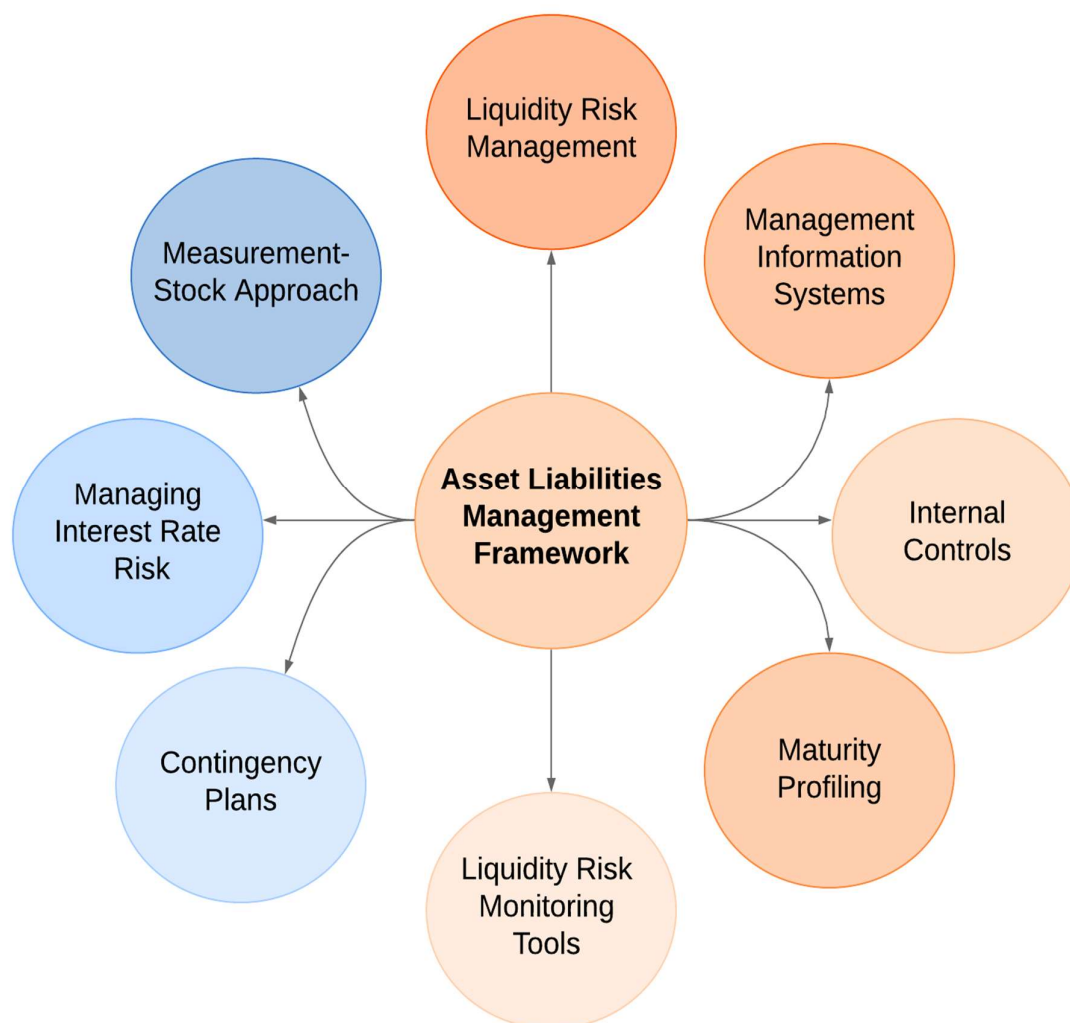 Liquidity Risk
Management
Management
Information
Systems
Measurement-
Stock Approach
Asset Liabilities
Management
Framework
Managing
Interest Rate
Risk
Internal
Controls
Contingency
Plans
Maturity
Profiling
Liquidity Risk
Monitoring
Tools